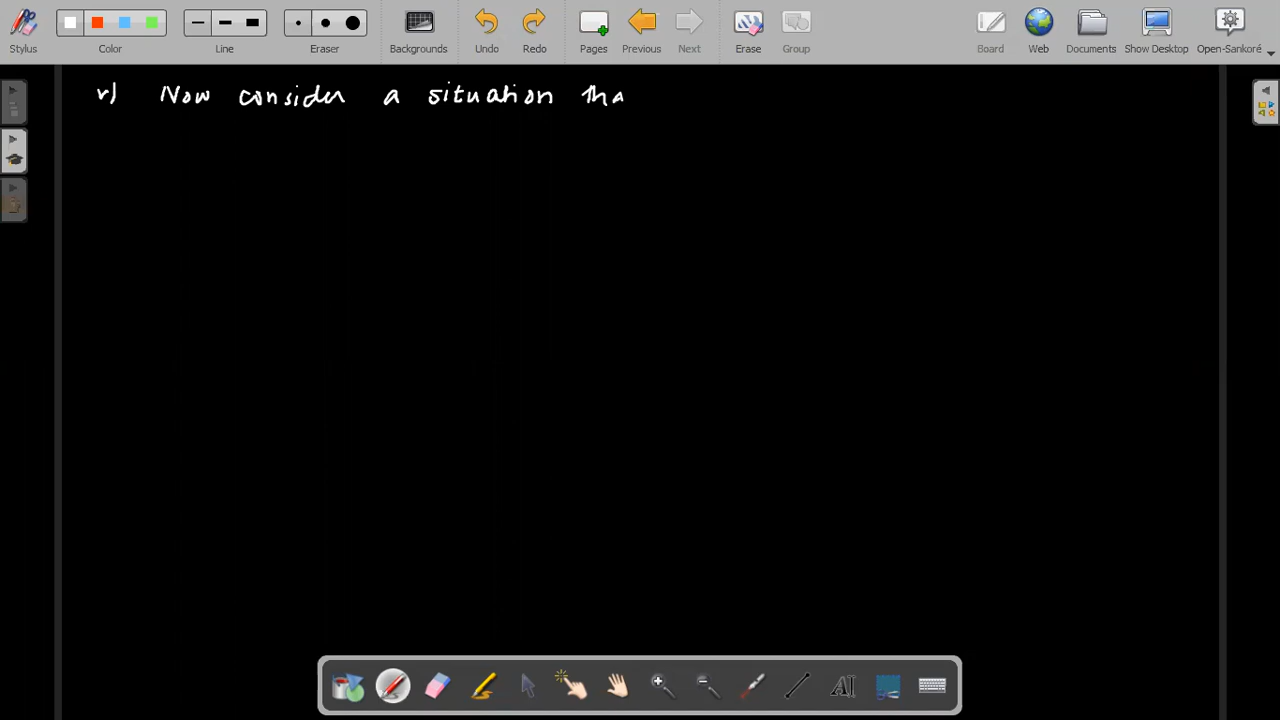 Stylus
Color
Line
Eraser
Backgrounds
Undo
Redo
Pages
Previous
Next
Erase
Group
Board
Web
Documents
Show Desktop
Open-Sankoré
v) Now consider a situation tha
AI